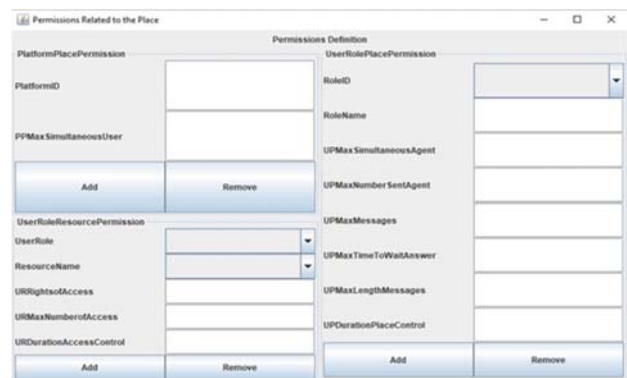 Permissions Related to the Place
Permissions Definition
PlatformPlacePermission
PlatformID
PPMaxSimultaneousUser
Add Remove
UserRoleResourcePermission
UserRole
ResourceName
URRightsofAccess
URMaxNumberofAccess
URDurationAccessControl
Add Remove
UserRolePlacePermission
RoleID
RoleName
UPMaxSimultaneousAgent
UPMaxNumberSentAgent
UPMaxMessages
UPMaxTimeToWaitAnswer
UPMaxLengthMessages
UPDurationPlaceControl
Add Remove